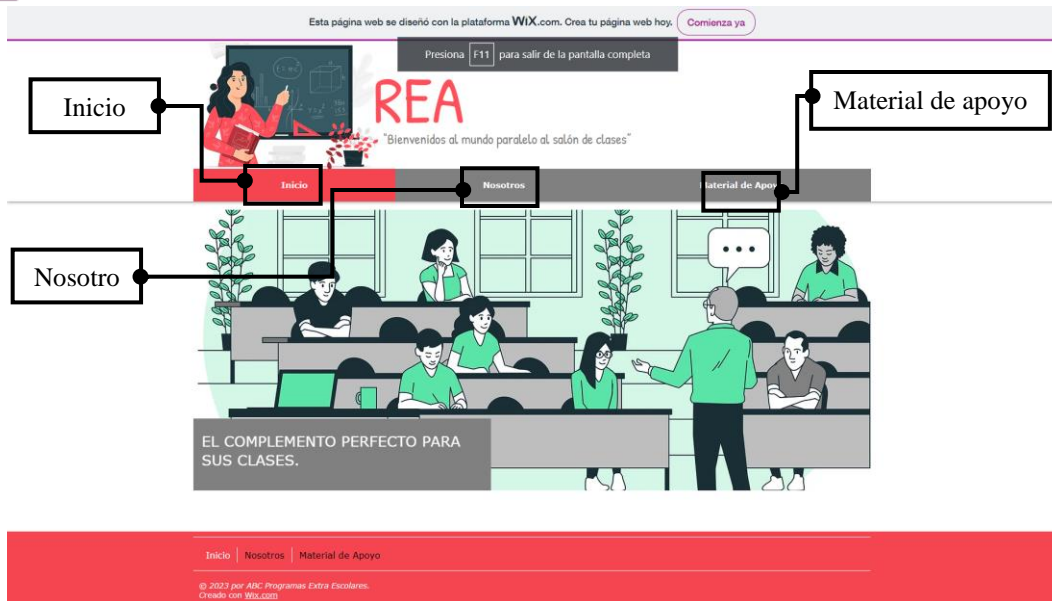 Esta página web se diseñó con la plataforma WiX.com. Crea tu página web hoy. Comienza ya
Presiona F11 para salir de la pantalla completa
Inicio
Material de apoyo
REA
"Bienvenidos al mundo paralelo al salón de clases"
Inicio Nosotros Material de Apoy
Nosotro
EL COMPLEMENTO PERFECTO PARA
SUS CLASES.
Inicio Nosotros Material de Apoyo
© 2023 por ABC Programas Extra Escolares.
Creado con Wix.com